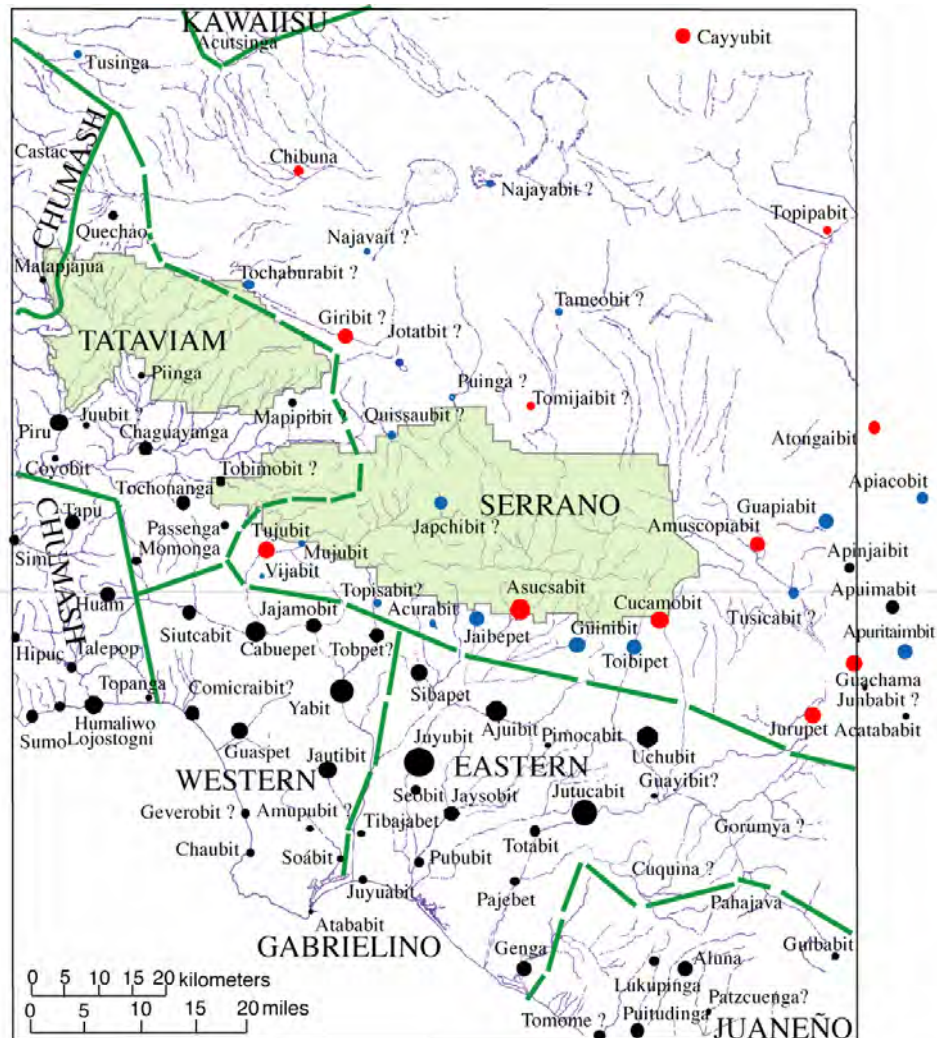 KAWAIISU
Acutsinga
Cayyubit
Tusinga
CHUMASH
Castac
Chibuna
Najayabit ?
Quechao
Topipabit
Najavait ?
Matapjajua
Tochaburabit ?
Tameobit ?
Giribit ?
Jotatbit ?
TATAVIAM
Piinga
Puinga ?
Tomijaibit ?
Mapipibit ?
Quissaubit ?
Juubit ?
Piru
Chaguayanga
Atongaibit
Coyobit
Tobimobit ?
Apiacobit
CHUMASH
Tochonanga
SERRANO
Guapiabit
Tapu
Japchibit ?
Amuscopiabit
Passenga
Tujubit
Simi
Momonga
Mujubit
Apinjaibit
Vijabit
Topisabit?
Asucsabit
Apuimabit
Huam
Jajamobit
Acurabit
Cucamobit
Tusicabit ?
Siutcabit
Cabuepet
Tobpet?
Jaibepet
Guinibit
Toibipet
Apuritaimbit
Hipuc
Talepop
Guachama
Topanga
Comicraibit?
Sibapet
Junbabit ?
Yabit
Jurupet
Acatababit
Sumo
Humaliwo
Lojostogni
Ajuibit
Pimocabit
Guaspet
Juyubit
Uchubit
Jautibit
WESTERN
EASTERN
Guayibit?
Seobit
Jaysobit
Jutucabit
Geverobit ?
Amupubit ?
Tibajabet
Gorumya ?
Totabit
Chaubit
Soábit
Pububit
Cuquina ?
Juyuabit
Pajebet
Pahajava
Atababit
GABRIELINO
Genga
Gulbabit
Aluna
Lukupinga
0 5 10 15 20 kilometers
Patzcuenga?
Puitudinga
0 5 10 15 20 miles
Tomome ?
JUANEÑO